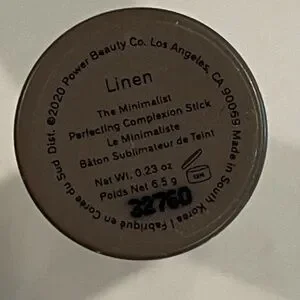 ©2020 Power Beauty Co. Los Angeles, CA 90069 Made in South Korea | Fabriqué en Corée du Sud Dist.
Linen
The Minimalist
Perfecting Complexion Stick
Le Minimaliste
Bâton Sublimateur de Teint
Net Wt. 0.23 oz
Poids Net 6.5 g
22760